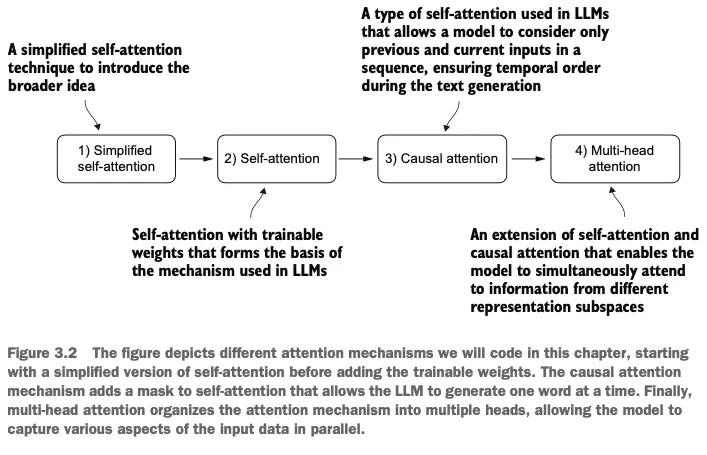 A simplified self-attention
technique to introduce the
broader idea
A type of self-attention used in LLMs
that allows a model to consider only
previous and current inputs in a
sequence, ensuring temporal order
during the text generation
1) Simplified
self-attention
2) Self-attention
3) Causal attention
4) Multi-head
attention
Self-attention with trainable
weights that forms the basis of
the mechanism used in LLMs
An extension of self-attention and
causal attention that enables the
model to simultaneously attend
to information from different
representation subspaces
Figure 3.2 The figure depicts different attention mechanisms we will code in this chapter, starting
with a simplified version of self-attention before adding the trainable weights. The causal attention
mechanism adds a mask to self-attention that allows the LLM to generate one word at a time. Finally,
multi-head attention organizes the attention mechanism into multiple heads, allowing the model to
capture various aspects of the input data in parallel.